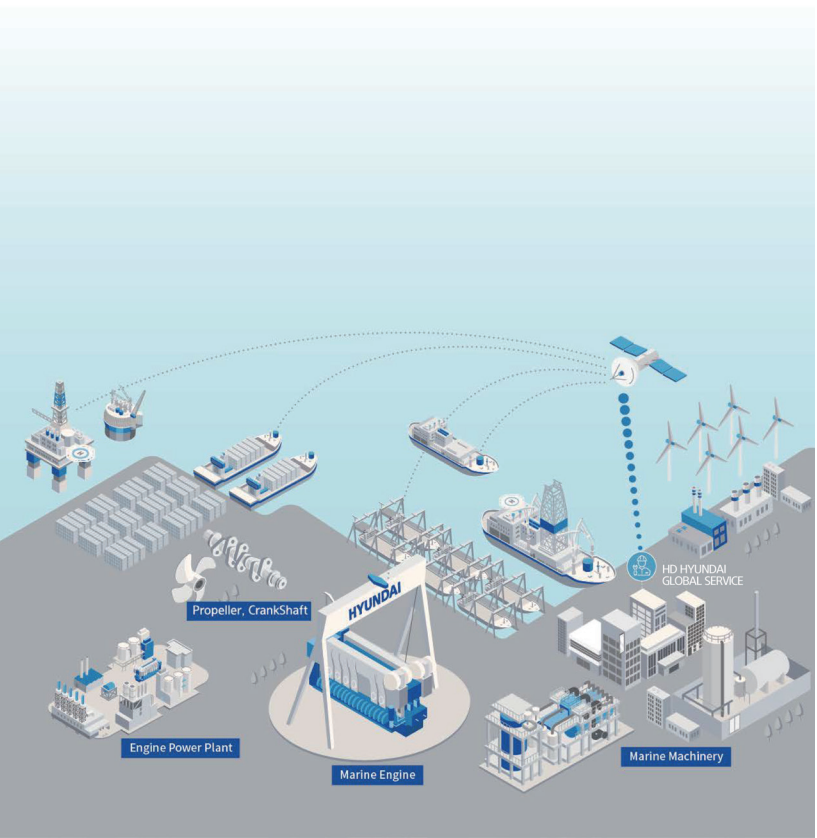 HD HYUNDAI
GLOBAL SERVICE
HYUNDAI
Propeller, CrankShaft
Engine Power Plant
Marine Engine
Marine Machinery